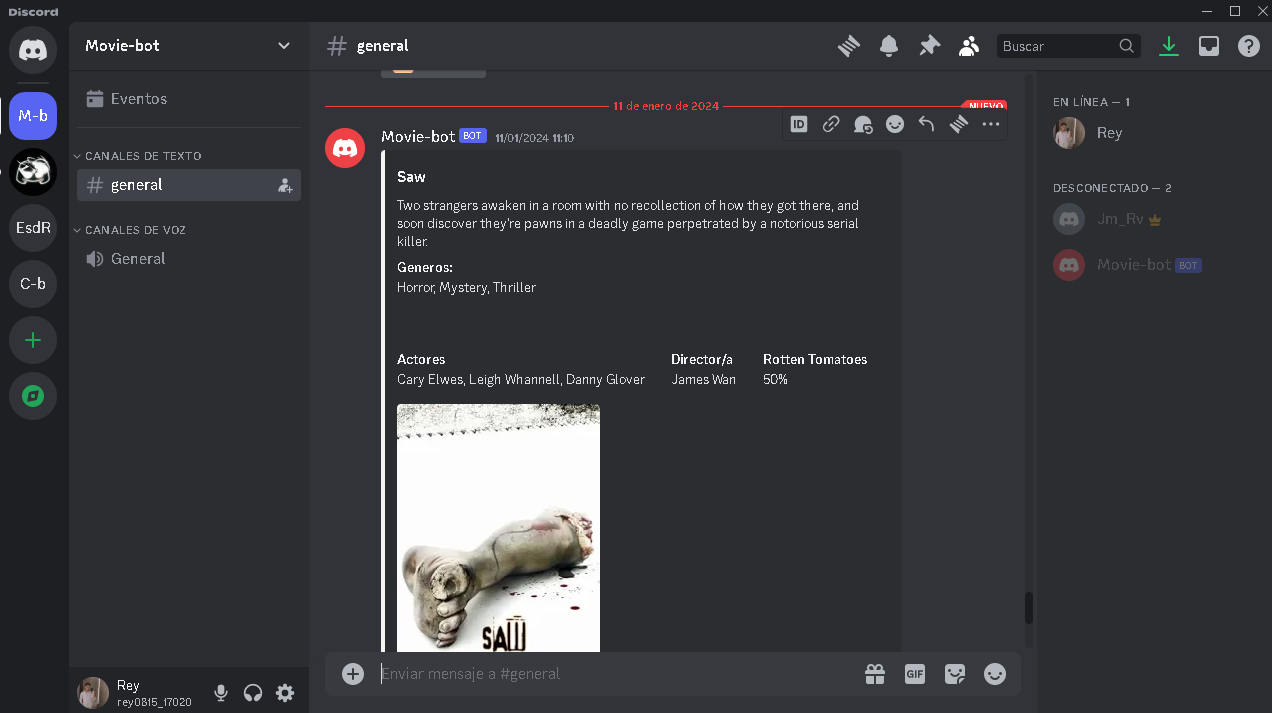 Discord
Movie-bot
general
Buscar
M-b
EsdR
C-b
Eventos
CANALES DE TEXTO
general
CANALES DE VOZ
General
11 de enero de 2024
NUEVO
Movie-bot BOT 11/01/2024 11:10
ID
Saw
Two strangers awaken in a room with no recollection of how they got there, and
soon discover they're pawns in a deadly game perpetrated by a notorious serial
killer.
Generos:
Horror, Mystery, Thriller
Actores Director/a Rotten Tomatoes
Cary Elwes, Leigh Whannell, Danny Glover James Wan 50%
SAW
Enviar mensaje a #general
GIF
EN LÍNEA — 1
Rey
DESCONECTADO — 2
Jm_Rv
Movie-bot BOT
Rey
rey0815_17020